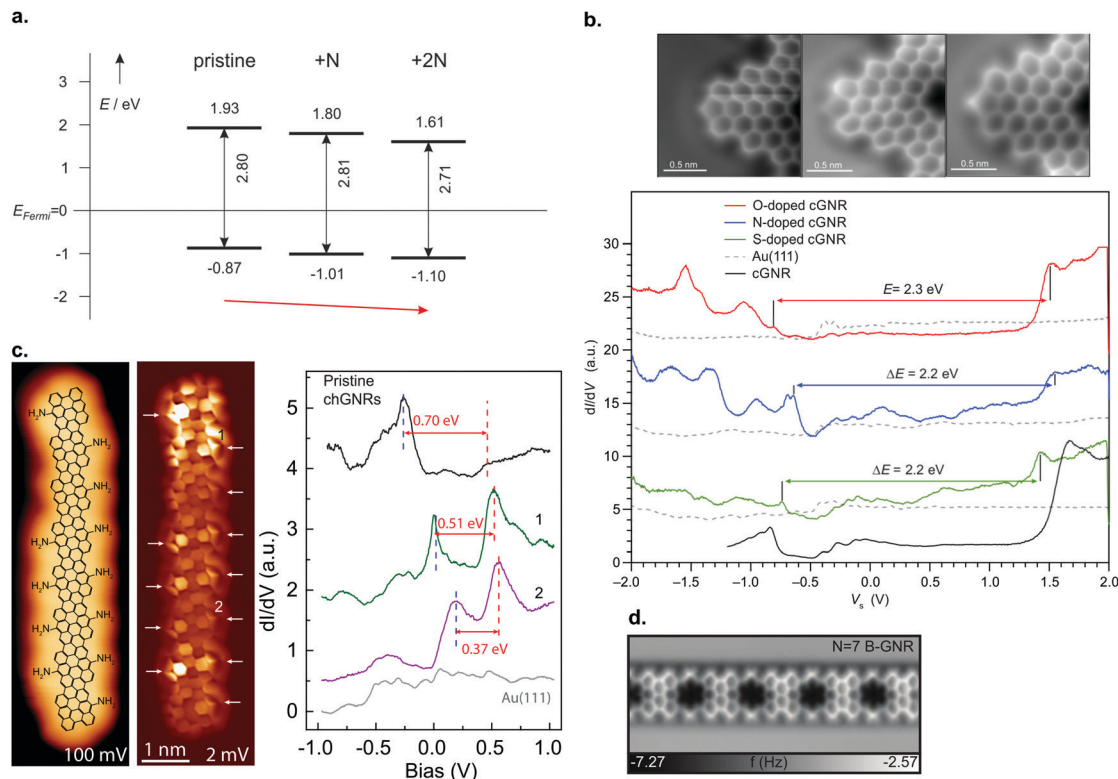 a.
pristine +N +2N
E / eV
3
2
1
E_Fermi=0
-1
-2
1.93 1.80 1.61
2.80 2.81 2.71
-0.87 -1.01 -1.10
b.
0.5 nm 0.5 nm 0.5 nm
O-doped cGNR
N-doped cGNR
S-doped cGNR
Au(111)
cGNR
E= 2.3 eV
ΔE = 2.2 eV
ΔE = 2.2 eV
dI/dV (a.u.)
30
25
20
15
10
5
0
-2.0 -1.5 -1.0 -0.5 0.0 0.5 1.0 1.5 2.0
V_s (V)
c.
H₂N
NH₂
NH₂
NH₂
H₂N
NH₂
H₂N
NH₂
H₂N
NH₂
H₂N
NH₂
100 mV
1
2
1 nm 2 mV
Pristine
chGNRs
0.70 eV
0.51 eV
1
2
0.37 eV
Au(111)
dI/dV (a.u.)
5
4
3
2
1
0
-1.0 -0.5 0.0 0.5 1.0
Bias (V)
d.
N=7 B-GNR
-7.27 f (Hz) -2.57